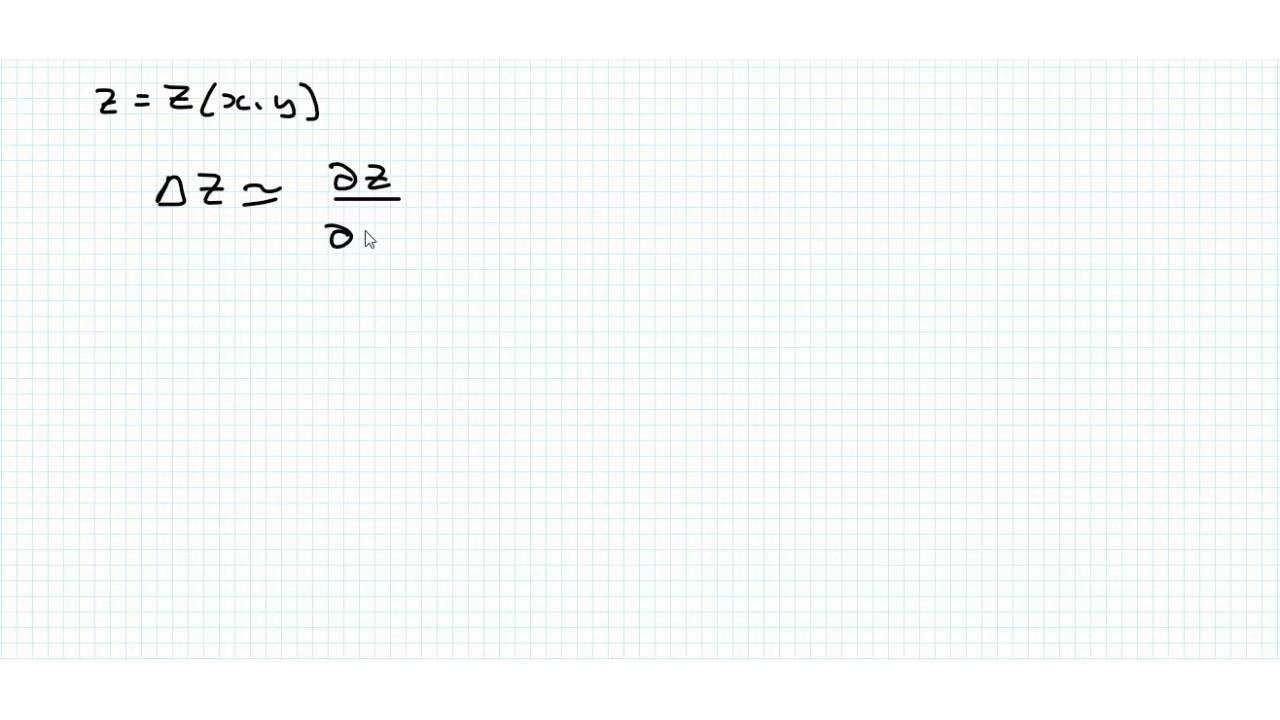 z = z(x, y)
Δz ≃ ∂z
∂